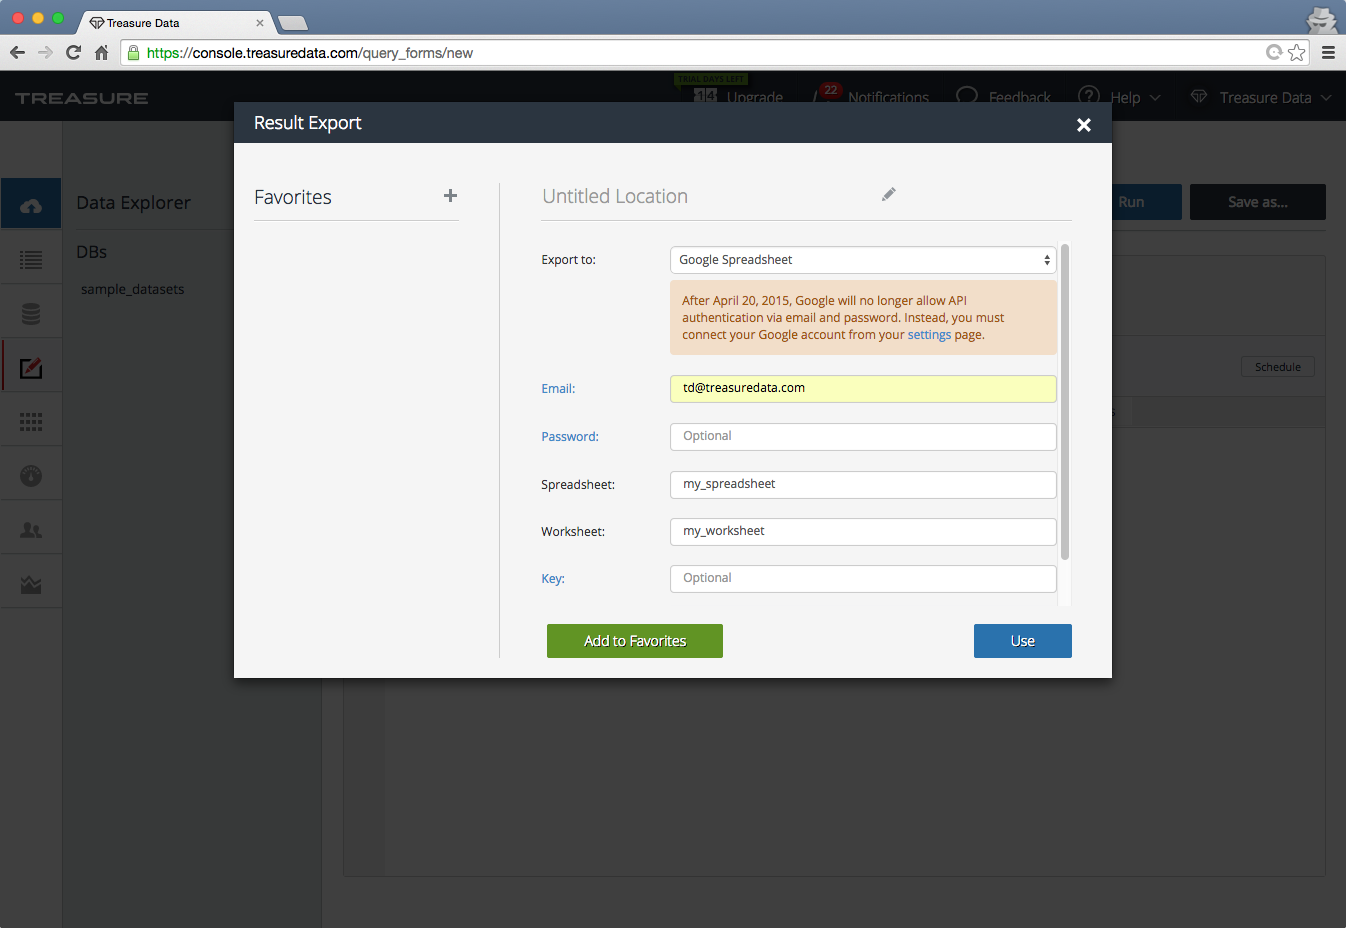 Treasure Data
https://console.treasuredata.com/query_forms/new
TRIAL DAYS LEFT
TREASURE
14
Upgrade
22
Notifications
Feedback
Help
Treasure Data
Result Export
Favorites
Untitled Location
Data Explorer
Run
Save as...
DBs
sample_datasets
Export to:
Google Spreadsheet
After April 20, 2015, Google will no longer allow API
authentication via email and password. Instead, you must
connect your Google account from your settings page.
Schedule
Email:
td@treasuredata.com
Password:
Optional
Spreadsheet:
my_spreadsheet
Worksheet:
my_worksheet
Key:
Optional
Add to Favorites
Use